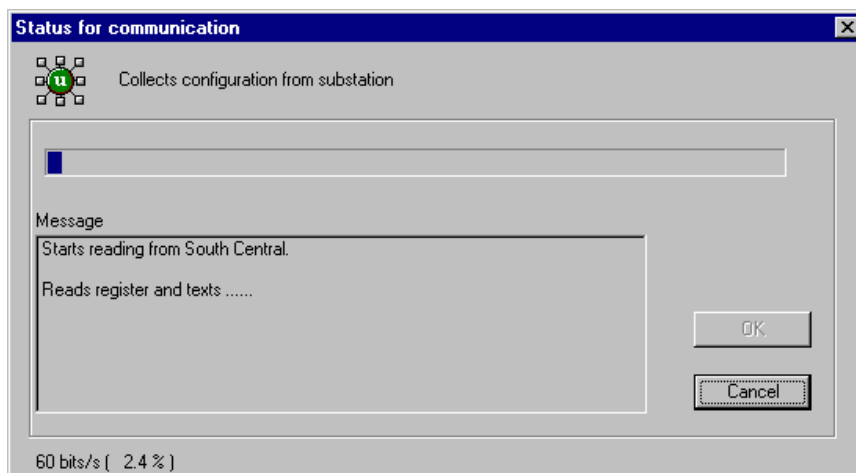 Status for communication
u
Collects configuration from substation
Message
Starts reading from South Central.
Reads register and texts ......
OK
Cancel
60 bits/s (  2.4 % )